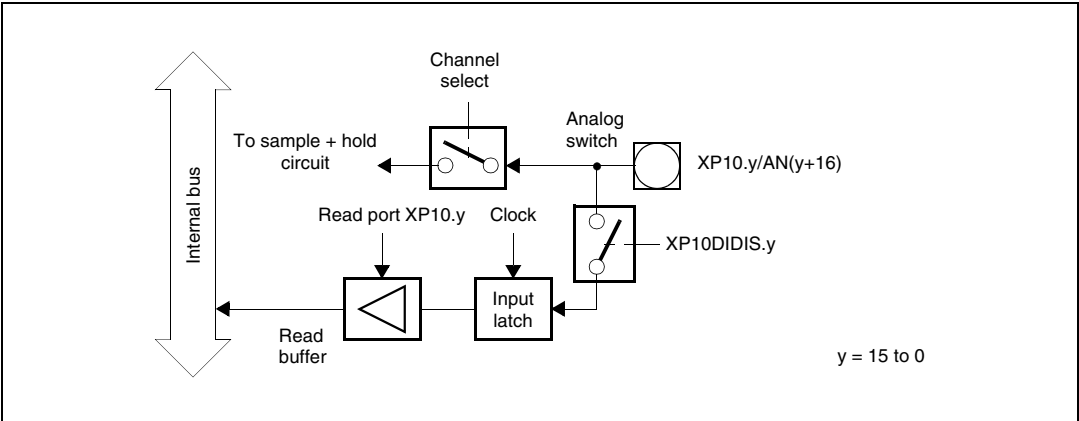 Channel
select
Analog
switch
To sample + hold
circuit
XP10.y/AN(y+16)
Internal bus
Read port XP10.y
Clock
XP10DIDIS.y
Input
latch
Read
buffer
y = 15 to 0